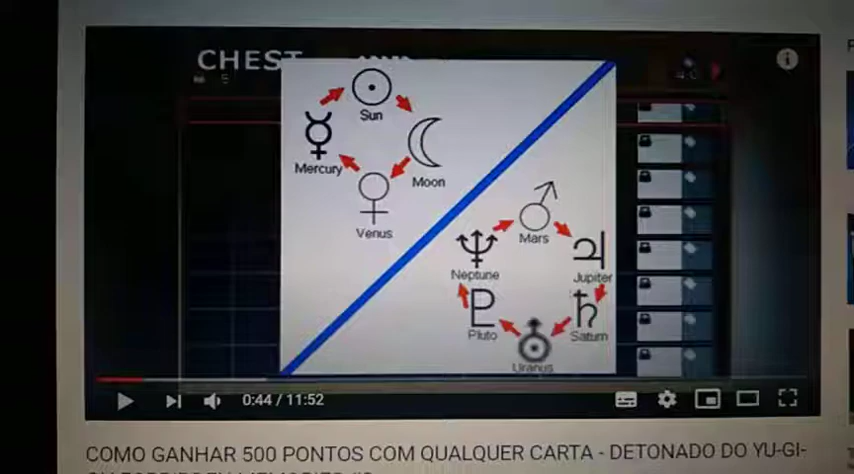 CHEST
Sun
Mercury
Moon
Venus
Mars
Neptune
Jupiter
Pluto
Saturn
Uranus
0:44 / 11:52
COMO GANHAR 500 PONTOS COM QUALQUER CARTA - DETONADO DO YU-GI-